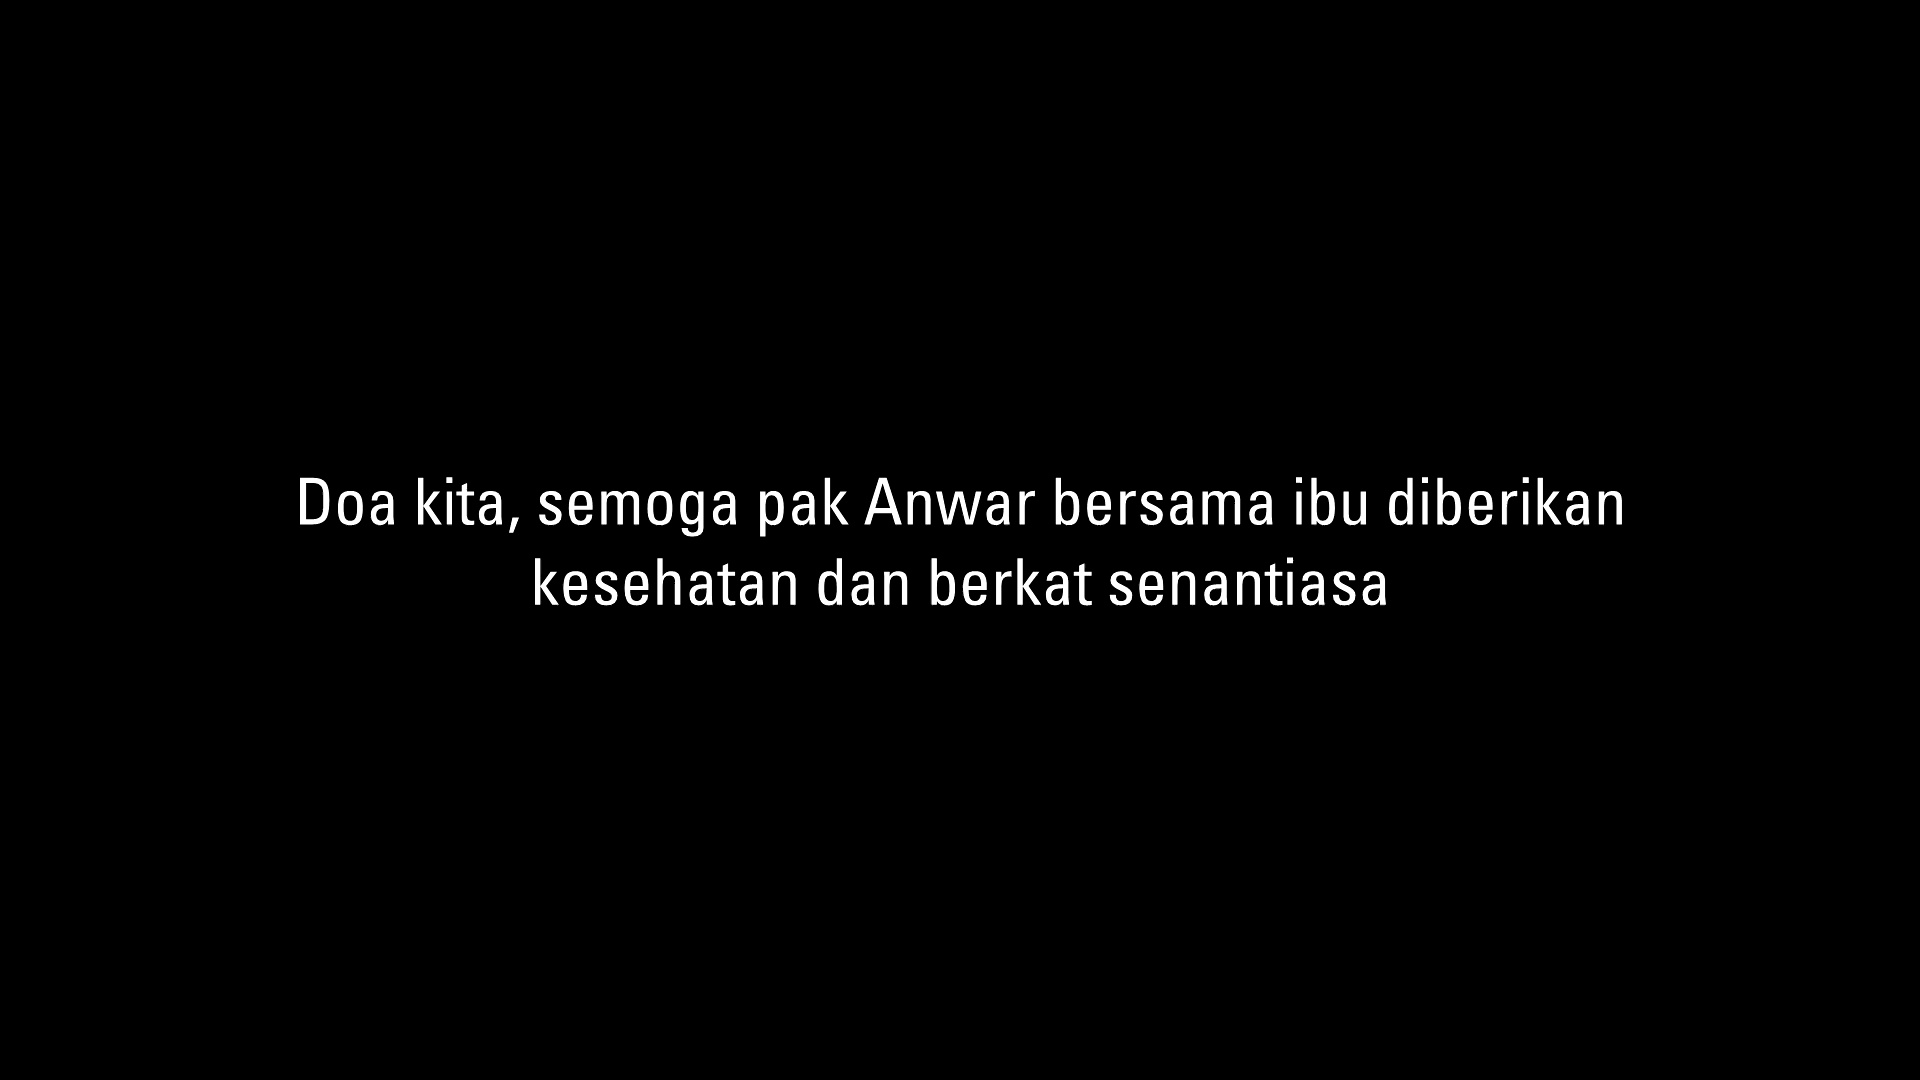 Doa kita, semoga pak Anwar bersama ibu diberikan
kesehatan dan berkat senantiasa